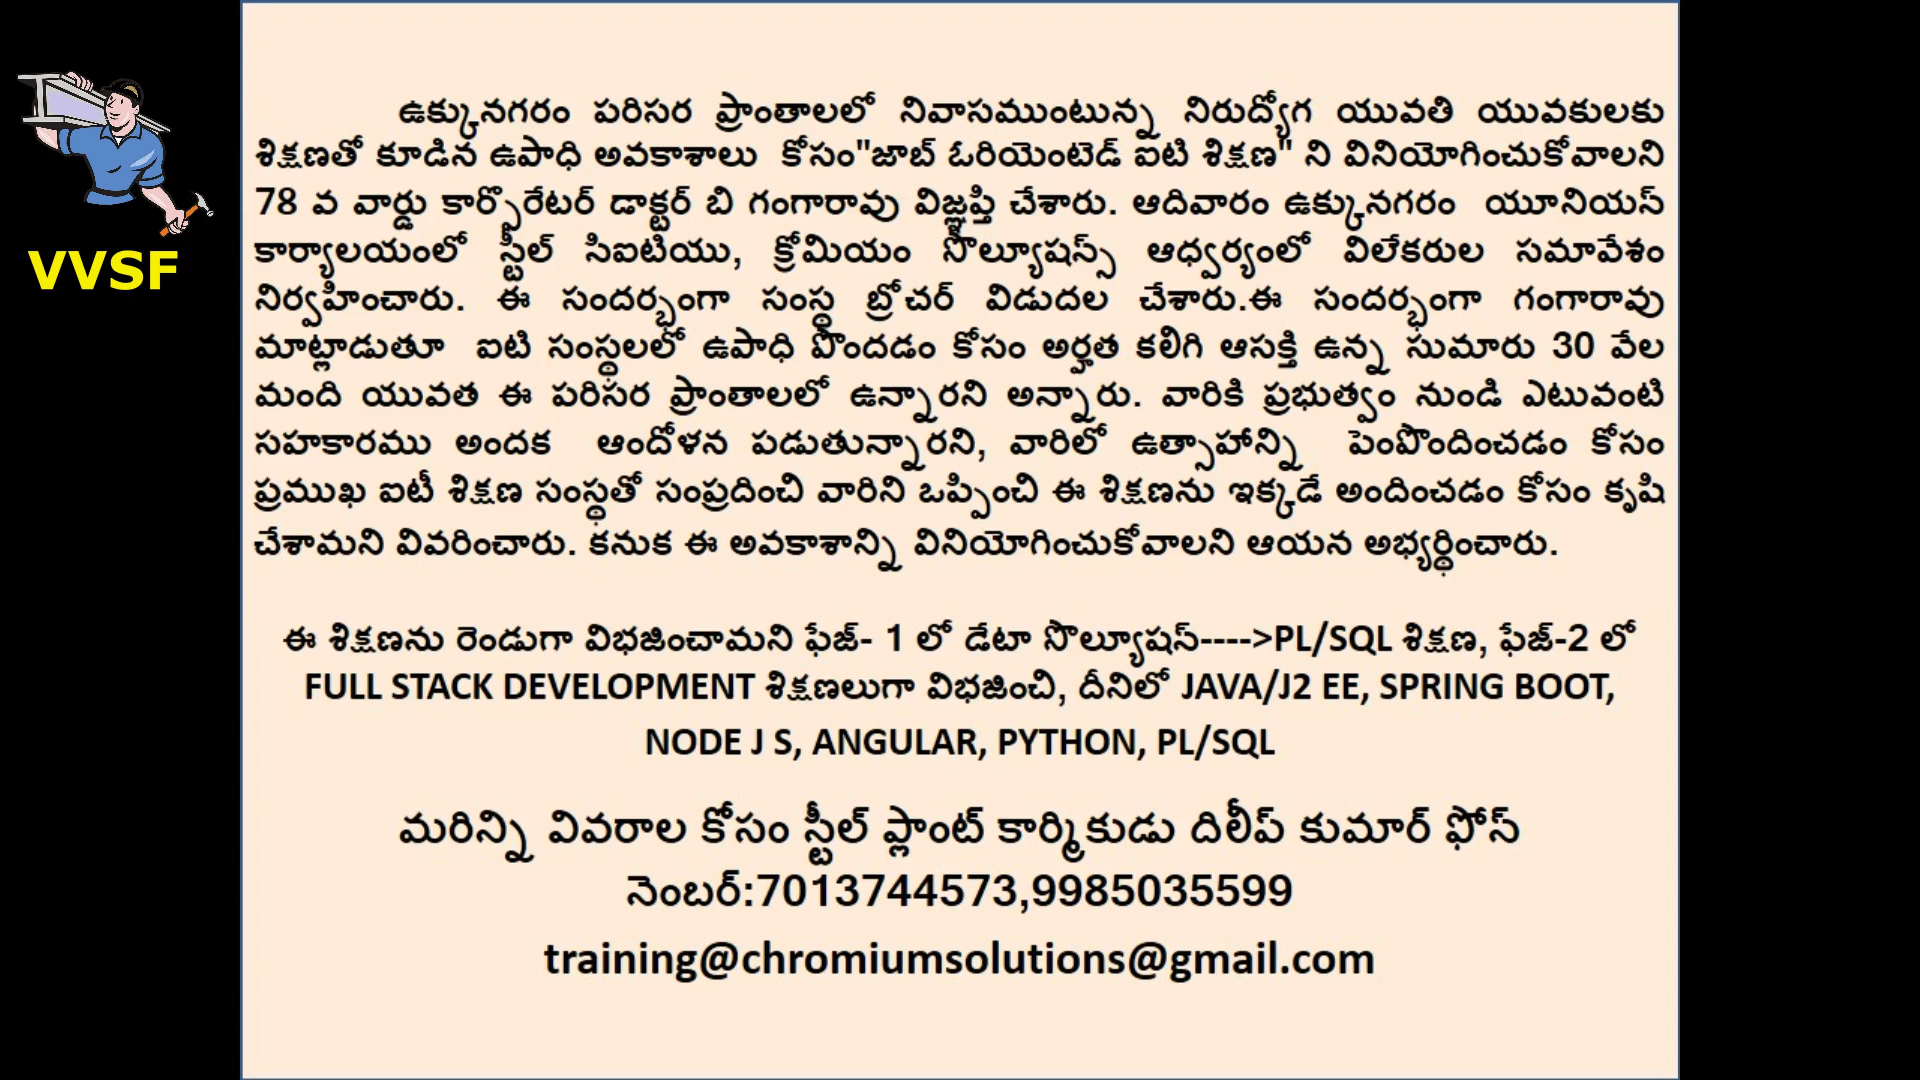 VVSF
ఉక్కునగరం పరిసర ప్రాంతాలలో నివాసముంటున్న నిరుద్యోగ యువతి యువకులకు
శిక్షణతో కూడిన ఉపాధి అవకాశాలు కోసం"జాబ్ ఓరియెంటెడ్ ఐటి శిక్షణ" ని వినియోగించుకోవాలని
78 వ వార్డు కార్పొరేటర్ డాక్టర్ బి గంగారావు విజ్ఞప్తి చేశారు. ఆదివారం ఉక్కునగరం యూనియన్
కార్యాలయంలో స్టీల్ సిఐటియు, క్రోమియం సొల్యూషన్స్ ఆధ్వర్యంలో విలేకరుల సమావేశం
నిర్వహించారు. ఈ సందర్భంగా సంస్థ బ్రోచర్ విడుదల చేశారు.ఈ సందర్భంగా గంగారావు
మాట్లాడుతూ ఐటి సంస్థలలో ఉపాధి పొందడం కోసం అర్హత కలిగి ఆసక్తి ఉన్న సుమారు 30 వేల
మంది యువత ఈ పరిసర ప్రాంతాలలో ఉన్నారని అన్నారు. వారికి ప్రభుత్వం నుండి ఎటువంటి
సహకారము అందక ఆందోళన పడుతున్నారని, వారిలో ఉత్సాహాన్ని పెంపొందించడం కోసం
ప్రముఖ ఐటీ శిక్షణ సంస్థతో సంప్రదించి వారిని ఒప్పించి ఈ శిక్షణను ఇక్కడే అందించడం కోసం కృషి
చేశామని వివరించారు. కనుక ఈ అవకాశాన్ని వినియోగించుకోవాలని ఆయన అభ్యర్థించారు.
ఈ శిక్షణను రెండుగా విభజించామని ఫేజ్- 1 లో డేటా సొల్యూషన్---->PL/SQL శిక్షణ, ఫేజ్-2 లో
FULL STACK DEVELOPMENT శిక్షణలుగా విభజించి, దీనిలో JAVA/J2 EE, SPRING BOOT,
NODE J S, ANGULAR, PYTHON, PL/SQL
మరిన్ని వివరాల కోసం స్టీల్ ప్లాంట్ కార్మికుడు దిలీప్ కుమార్ ఫోన్
నెంబర్:7013744573,9985035599
training@chromiumsolutions@gmail.com